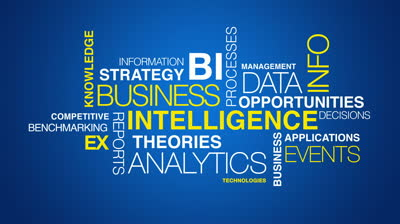 KNOWLEDGE
INFORMATION
STRATEGY
BI
PROCESSES
MANAGEMENT
DATA
INFO
BUSINESS
OPPORTUNITIES
COMPETITIVE
BENCHMARKING
INTELLIGENCE
DECISIONS
EX
REPORTS
THEORIES
ANALYTICS
TECHNOLOGIES
BUSINESS
APPLICATIONS
EVENTS